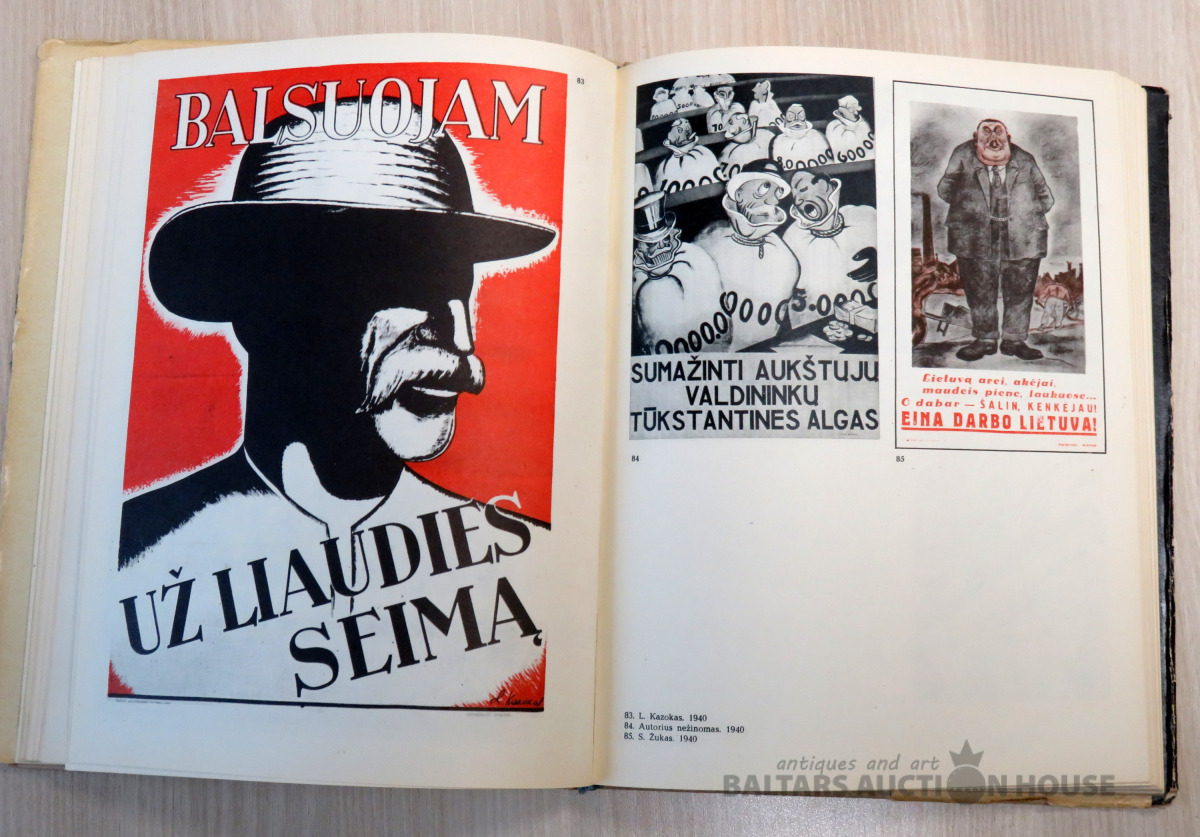 83
BALSUOJAM
UŽ LIAUDIES
SEIMĄ
L. Kazokas
SUMAŽINTI AUKŠTŲJŲ
VALDININKŲ
TŪKSTANTINES ALGAS
84
Lietuvą arei, akėjai,
maudeis piene, laukuose...
O dabar — ŠALIN, KENKĖJAU!
EINA DARBO LIETUVA!
85
83. L. Kazokas. 1940
84. Autorius nežinomas. 1940
85. S. Žukas. 1940
antiques and art
BALTARS AUCTION HOUSE